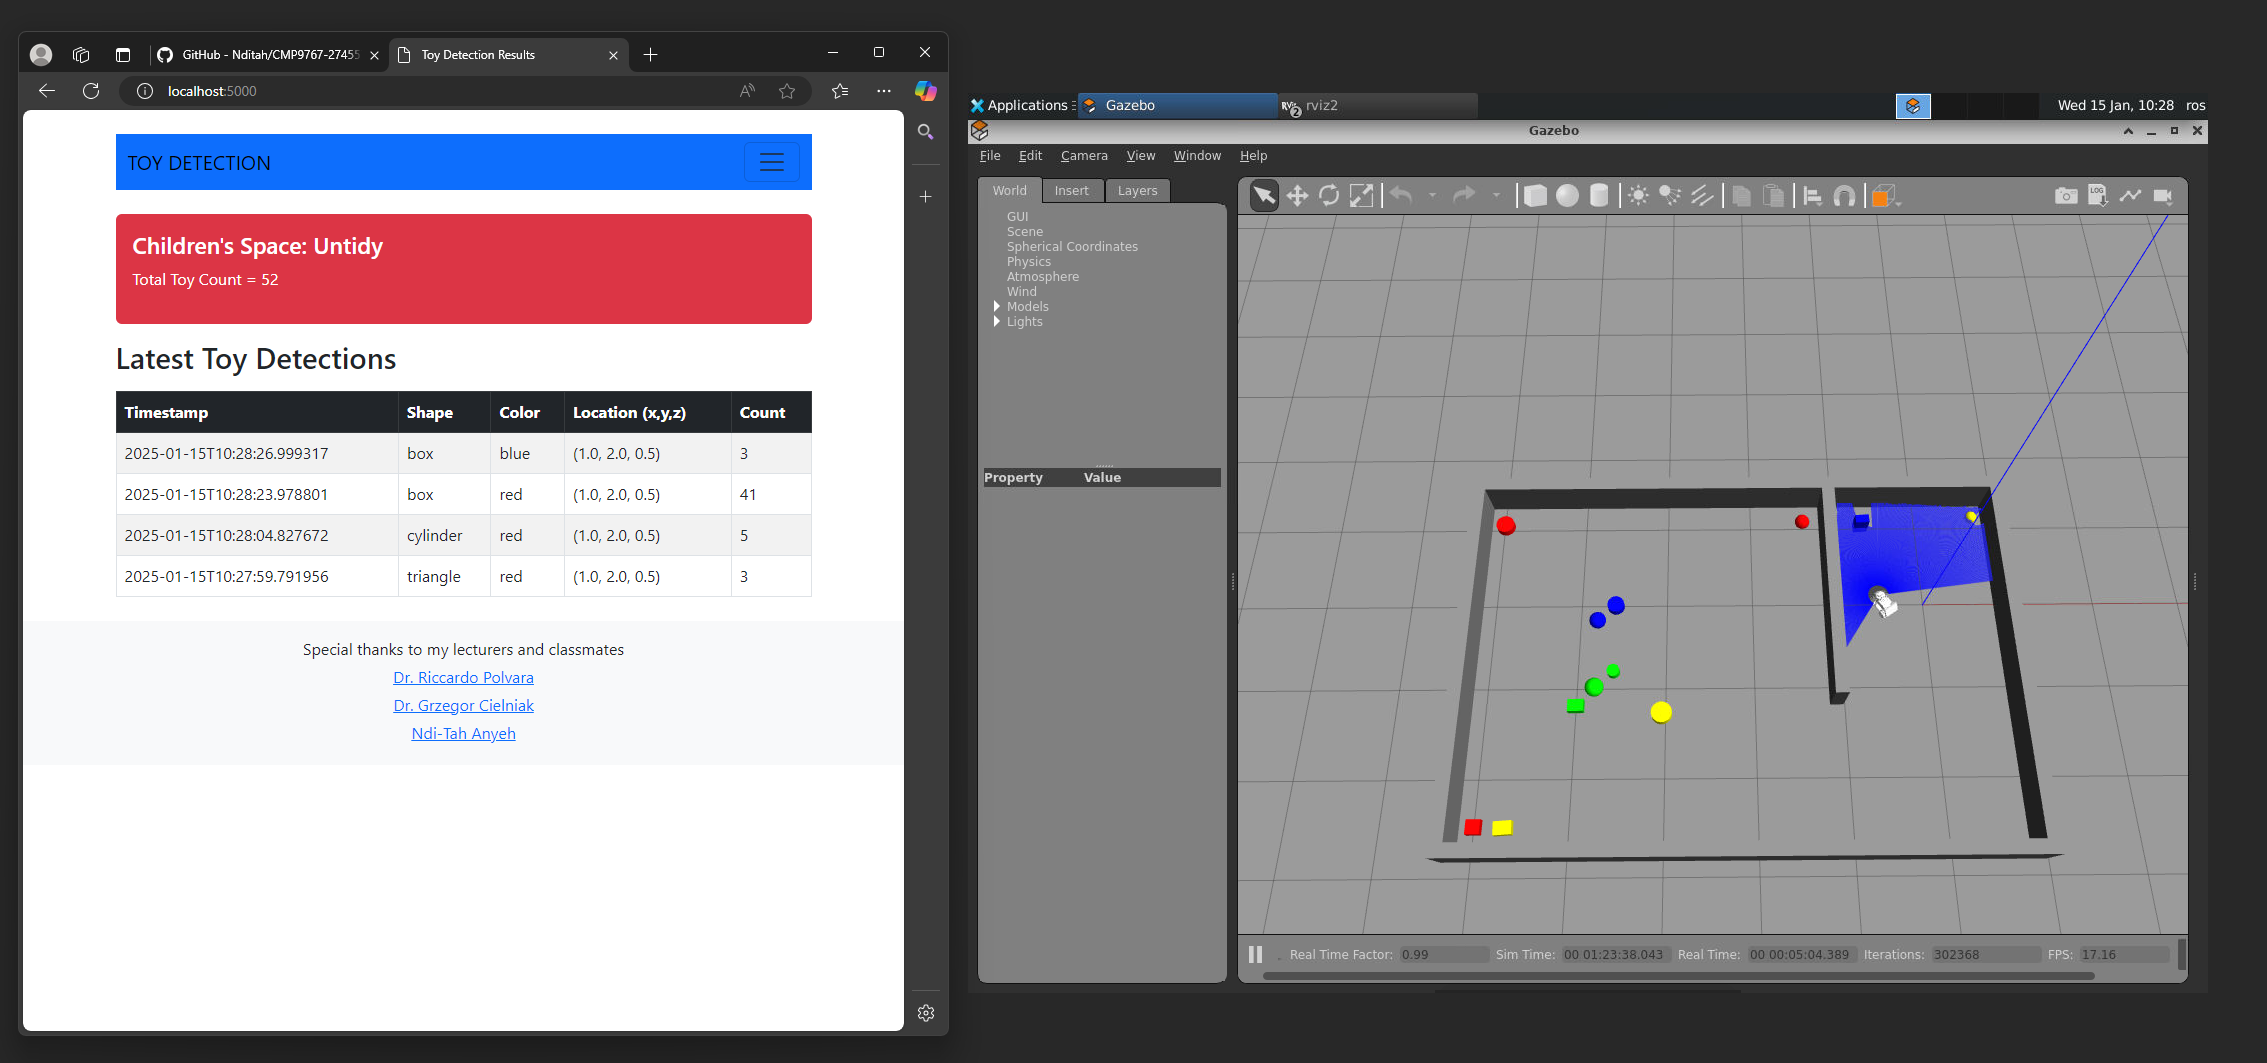 GitHub - Nditah/CMP9767-27455
Toy Detection Results
localhost:5000
TOY DETECTION
Children's Space: Untidy
Total Toy Count = 52
Latest Toy Detections
Timestamp Shape Color Location (x,y,z) Count
2025-01-15T10:28:26.999317 box blue (1.0, 2.0, 0.5) 3
2025-01-15T10:28:23.978801 box red (1.0, 2.0, 0.5) 41
2025-01-15T10:28:04.827672 cylinder red (1.0, 2.0, 0.5) 5
2025-01-15T10:27:59.791956 triangle red (1.0, 2.0, 0.5) 3
Special thanks to my lecturers and classmates
Dr. Riccardo Polvara
Dr. Grzegor Cielniak
Ndi-Tah Anyeh
Applications Gazebo rviz2 Wed 15 Jan, 10:28 ros
Gazebo
File Edit Camera View Window Help
World Insert Layers
GUI
Scene
Spherical Coordinates
Physics
Atmosphere
Wind
Models
Lights
Property Value
LOG
Real Time Factor: 0.99 Sim Time: 00 01:23:38.043 Real Time: 00 00:05:04.389 Iterations: 302368 FPS: 17.16